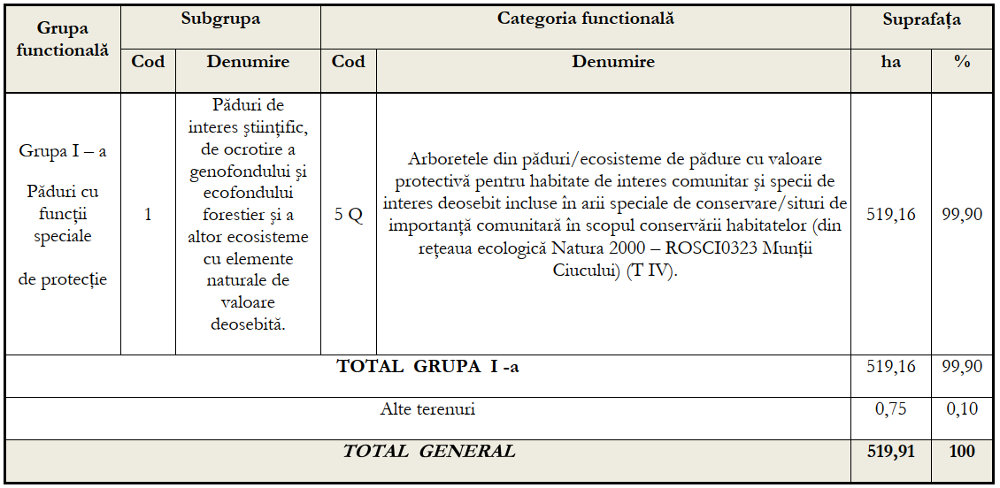 Grupa
functională
Subgrupa
Categoria functională
Suprafața
Cod
Denumire
Cod
Denumire
ha
%
Grupa I – a
Păduri cu
funcții
speciale
de protecție
1
Păduri de
interes ştiințific,
de ocrotire a
genofondului şi
ecofondului
forestier şi a
altor ecosisteme
cu elemente
naturale de
valoare
deosebită.
5 Q
Arboretele din păduri/ecosisteme de pădure cu valoare
protectivă pentru habitate de interes comunitar şi specii de
interes deosebit incluse în arii speciale de conservare/situri de
importanță comunitară în scopul conservării habitatelor (din
rețeaua ecologică Natura 2000 – ROSCI0323 Munții
Ciucului) (T IV).
519,16
99,90
TOTAL GRUPA I -a
519,16
99,90
Alte terenuri
0,75
0,10
TOTAL GENERAL
519,91
100